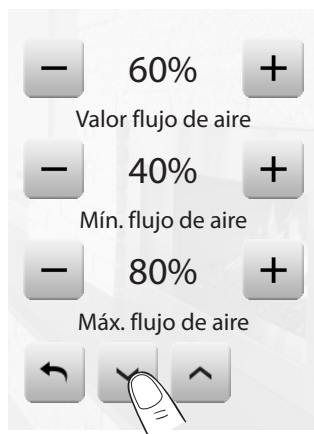 − 60% +
Valor flujo de aire
− 40% +
Mín. flujo de aire
− 80% +
Máx. flujo de aire